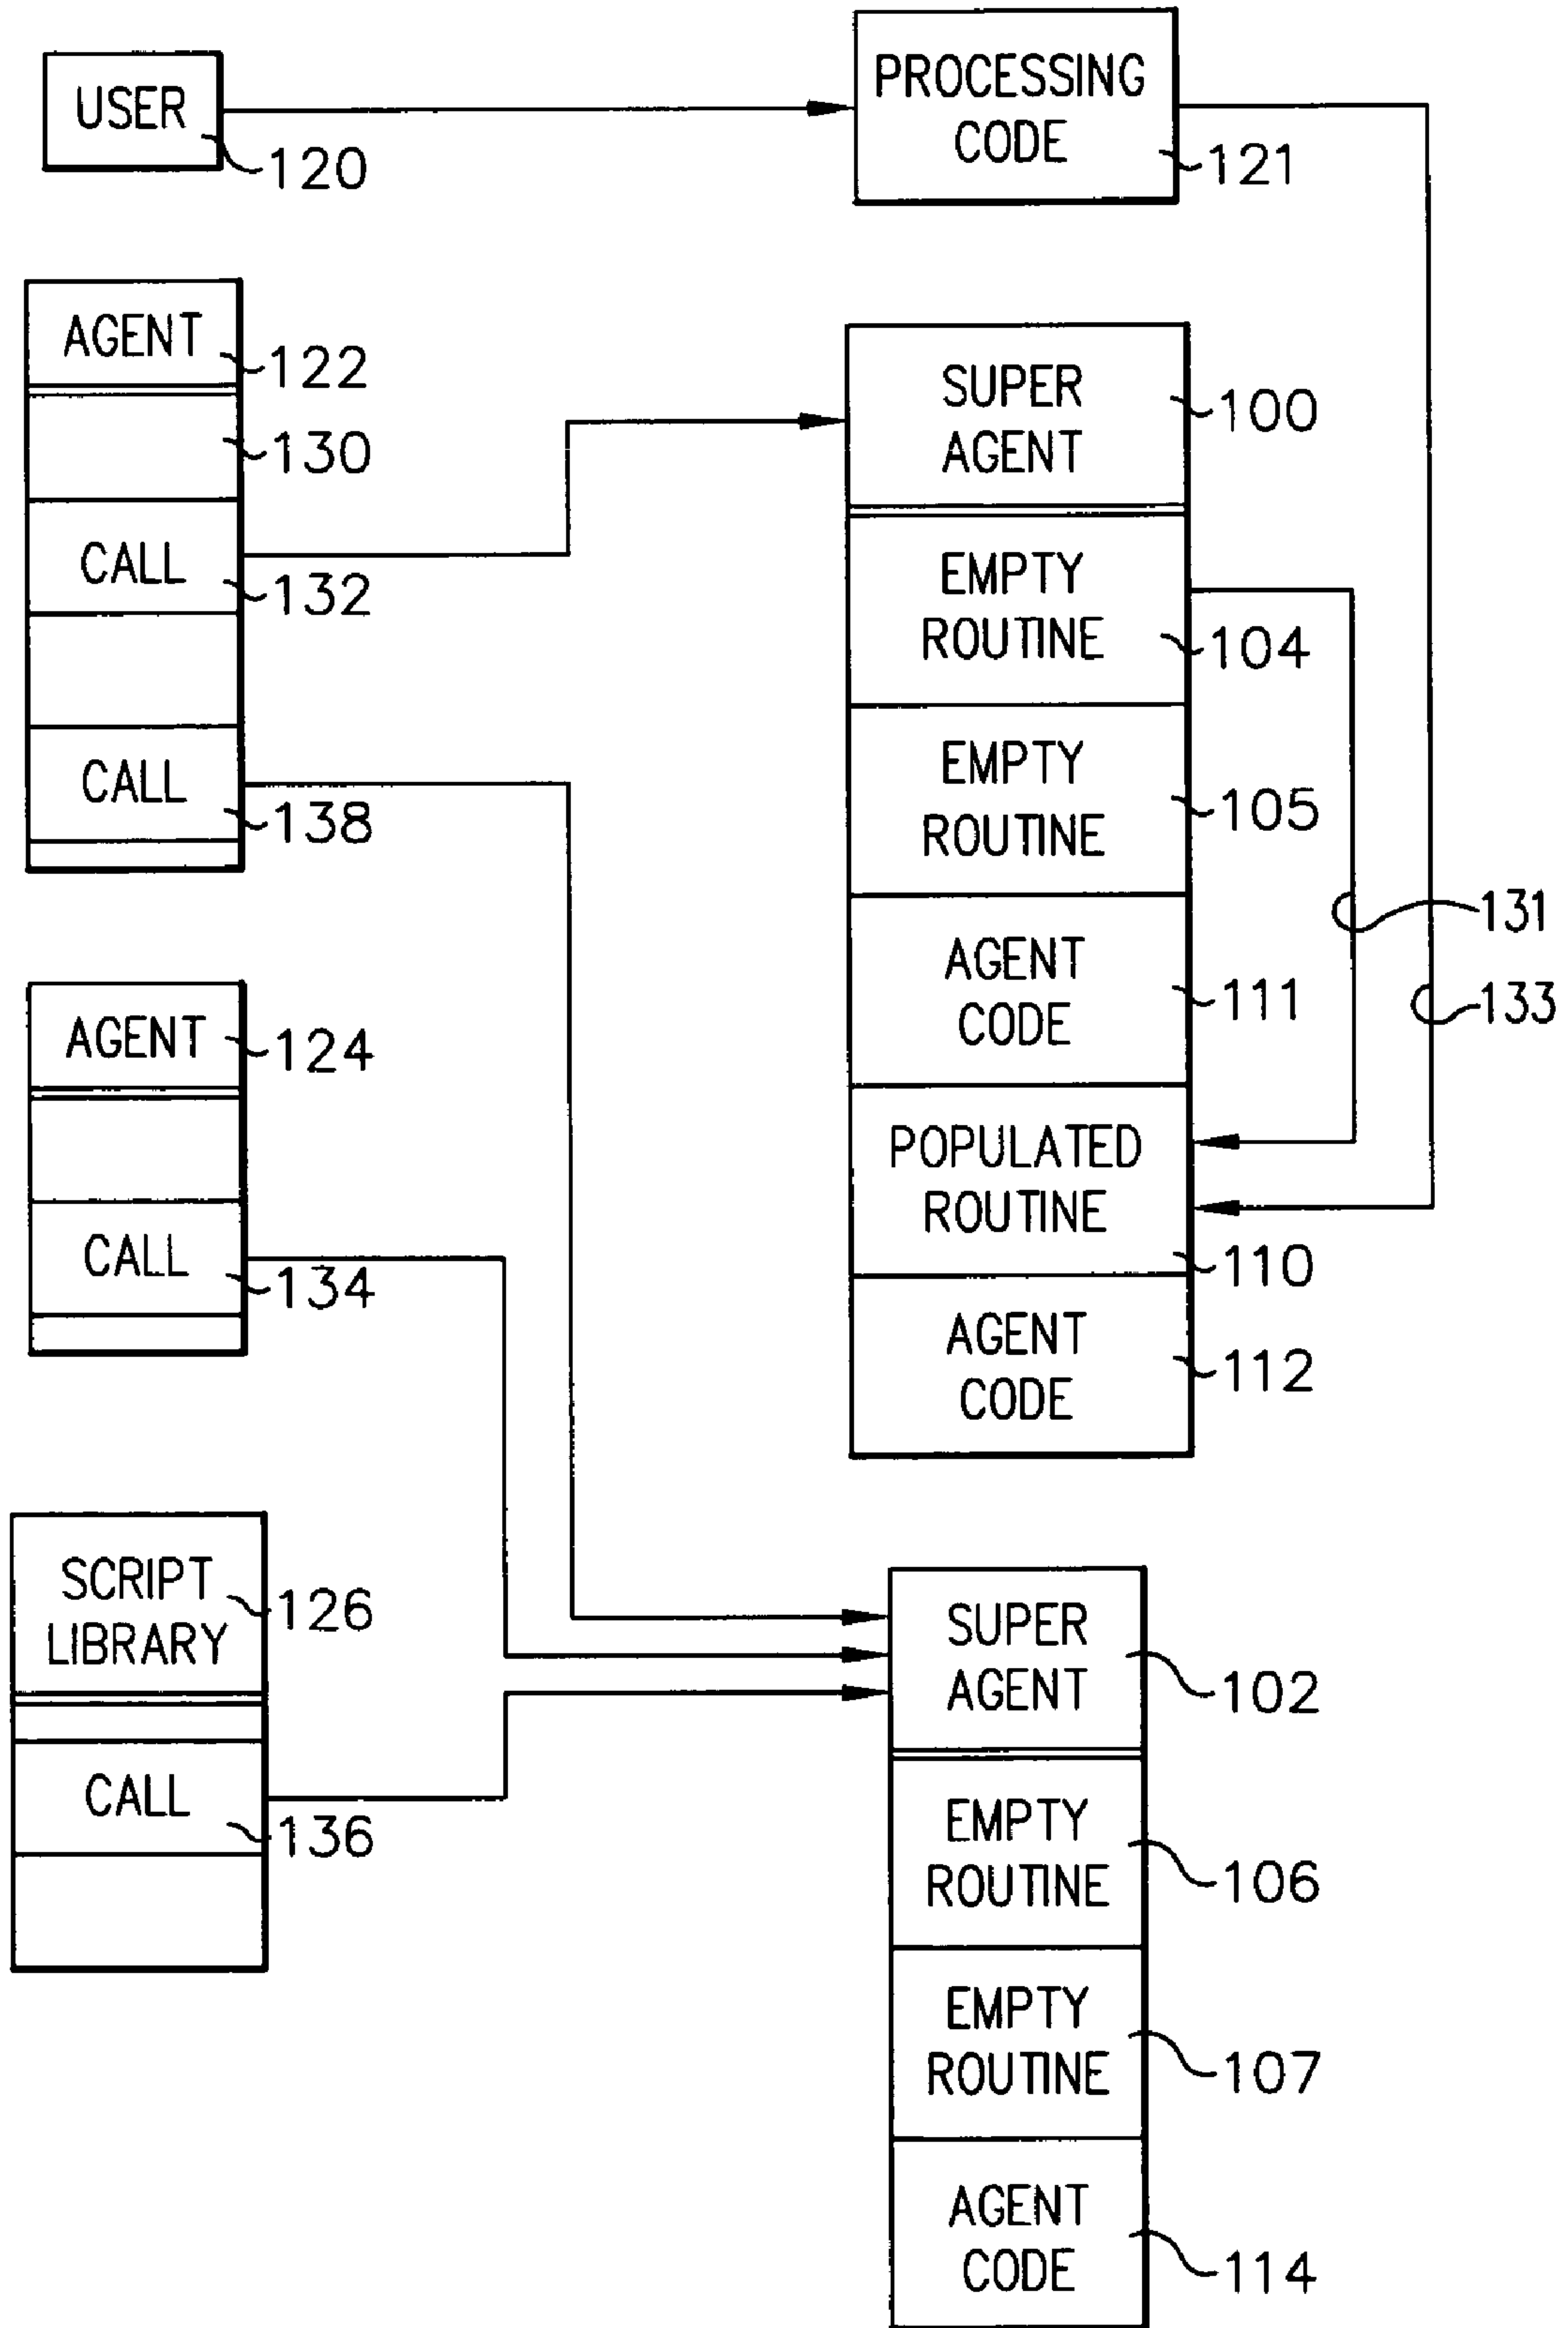 USER
120
PROCESSING
CODE
121
AGENT
122
130
CALL
132
CALL
138
SUPER
AGENT
100
EMPTY
ROUTINE
104
EMPTY
ROUTINE
105
AGENT
CODE
111
POPULATED
ROUTINE
110
AGENT
CODE
112
131
133
AGENT
124
CALL
134
SCRIPT
LIBRARY
126
CALL
136
SUPER
AGENT
102
EMPTY
ROUTINE
106
EMPTY
ROUTINE
107
AGENT
CODE
114